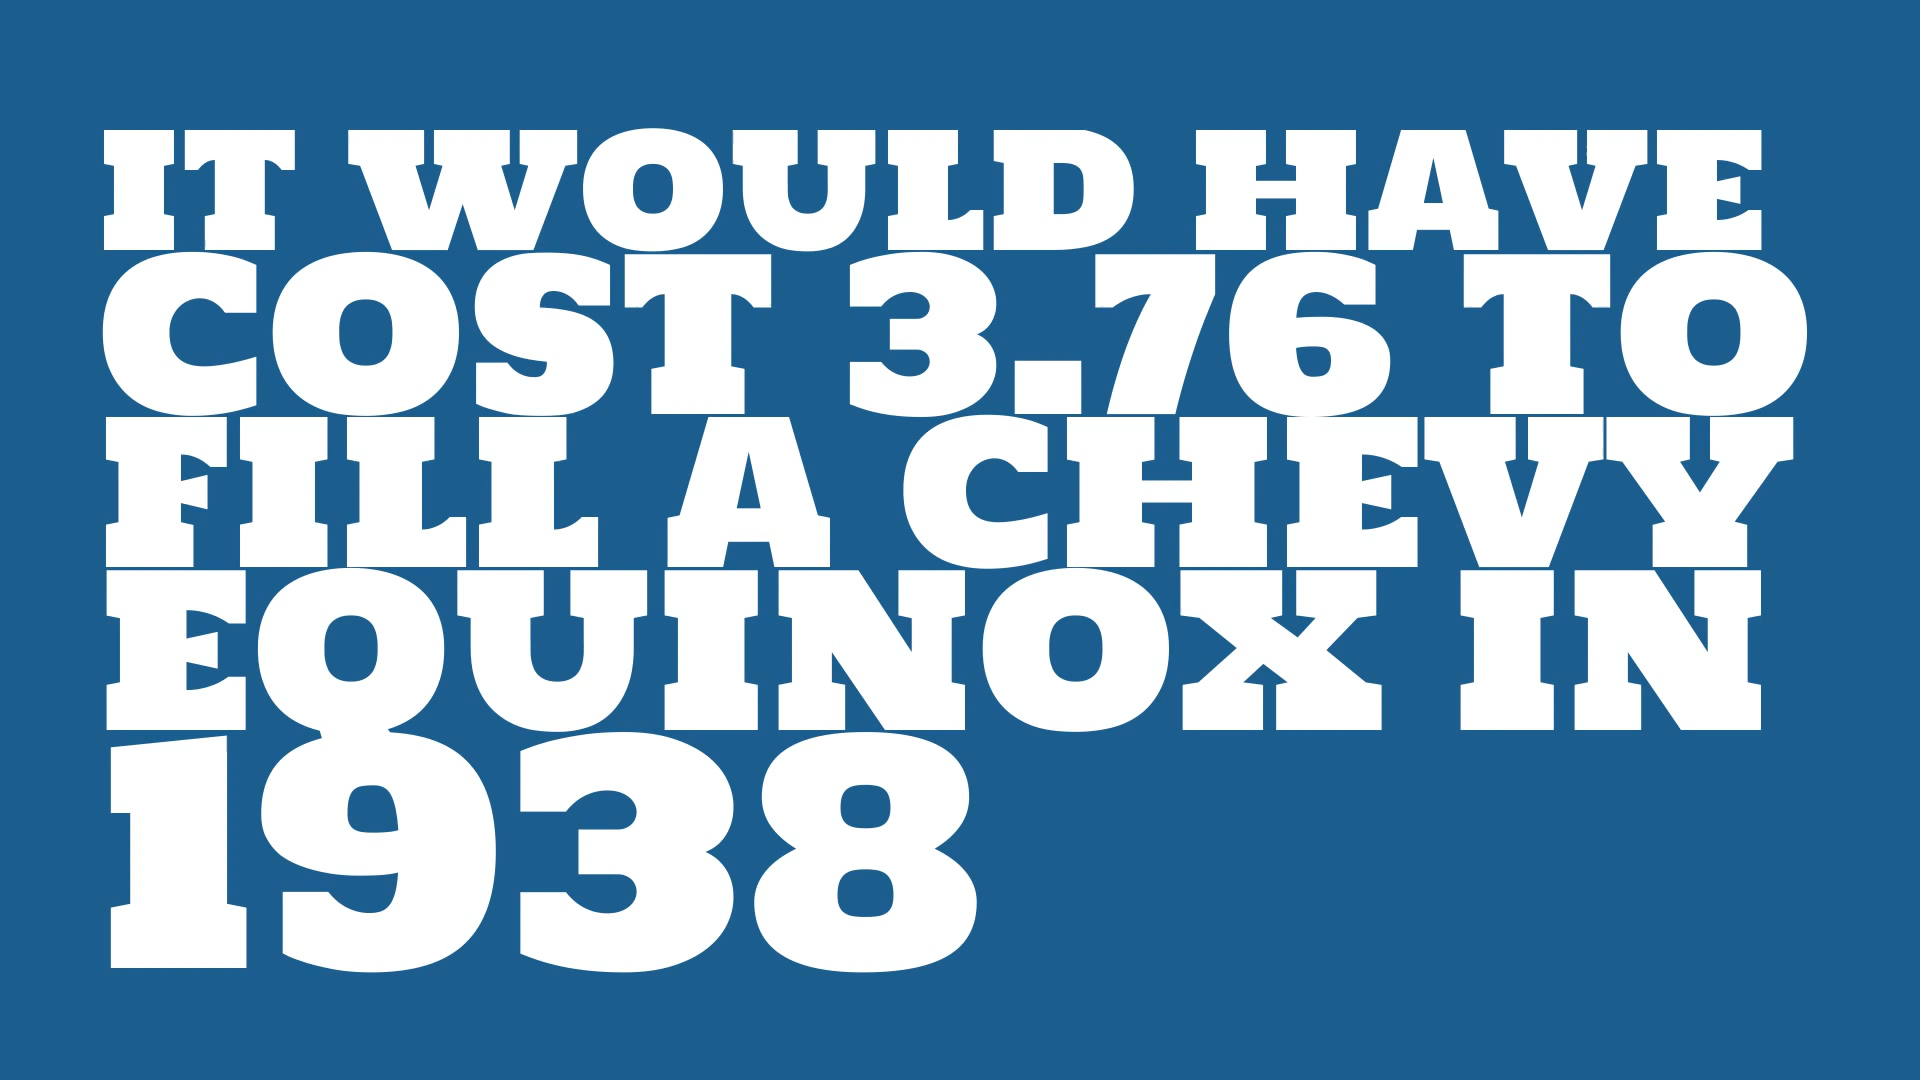 IT WOULD HAVE
COST 3.76 TO
FILL A CHEVY
EQUINOX IN
1938